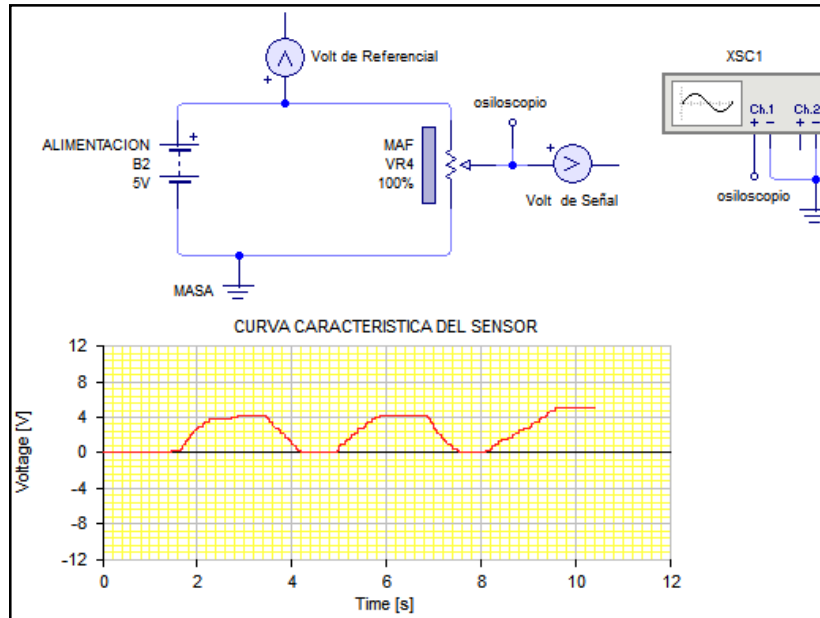 Volt de Referencial
XSC1
osiloscopio
Ch.1 Ch.2
+ − + −
ALIMENTACION
B2
5V
+
MAF
VR4
100%
+
+
Volt de Señal
osiloscopio
MASA
CURVA CARACTERISTICA DEL SENSOR
12
8
4
0
-4
-8
-12
Voltage [V]
0 2 4 6 8 10 12
Time [s]